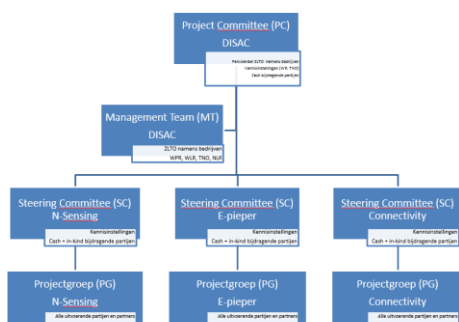 Project Committee (PC)
DISAC
Penvoerder ZLTO namens bedrijven
Kennisinstellingen (WR, TNO)
Cash bijdragende partijen
Management Team (MT)
DISAC
ZLTO namens bedrijven
WPR, WLR, TNO, NLR
Steering Committee (SC)
N-Sensing
Kennisinstellingen
Cash + in-kind bijdragende partijen
Steering Committee (SC)
E-pieper
Kennisinstellingen
Cash + in-kind bijdragende partijen
Steering Committee (SC)
Connectivity
Kennisinstellingen
Cash + in-kind bijdragende partijen
Projectgroep (PG)
N-Sensing
Alle uitvoerende partijen en partners
Projectgroep (PG)
E-pieper
Alle uitvoerende partijen en partners
Projectgroep (PG)
Connectivity
Alle uitvoerende partijen en partners